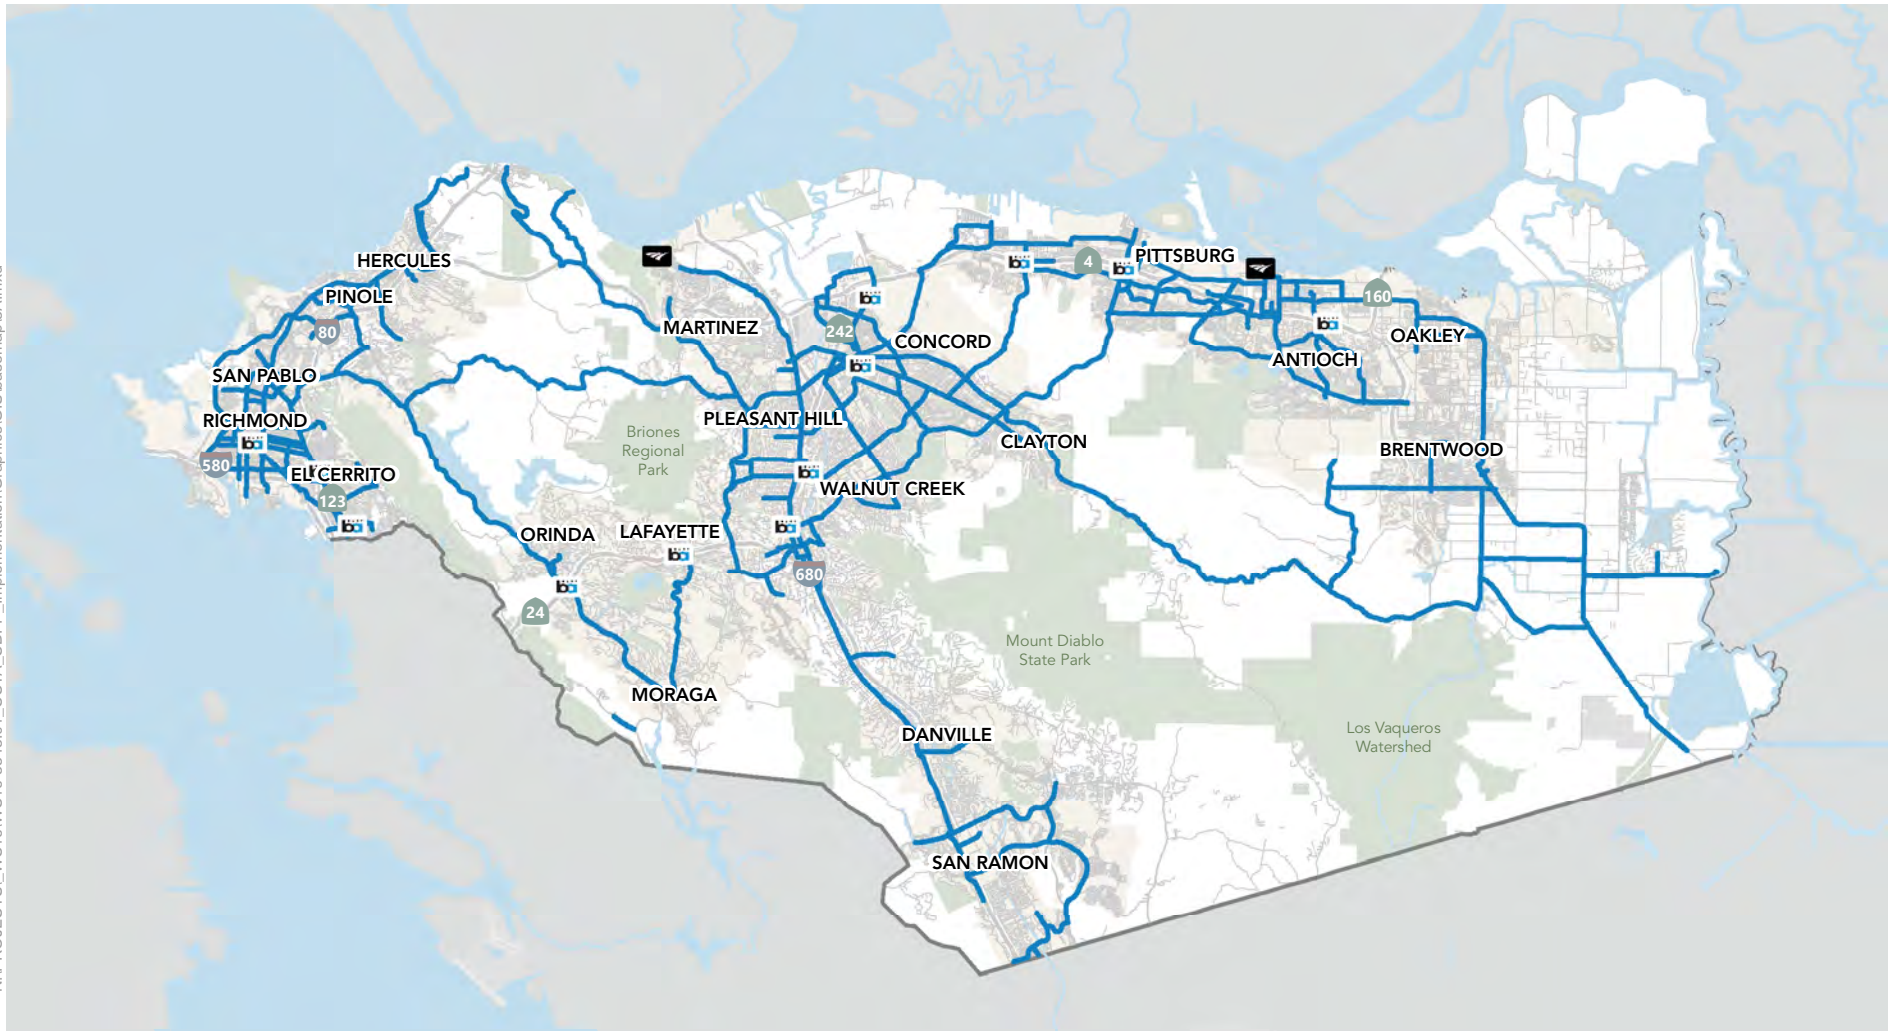 HERCULES
PINOLE
80
SAN PABLO
RICHMOND
580
EL CERRITO
123
MARTINEZ
242
CONCORD
4
PITTSBURG
160
OAKLEY
ANTIOCH
PLEASANT HILL
Briones
Regional
Park
CLAYTON
BRENTWOOD
WALNUT CREEK
ORINDA
LAFAYETTE
680
24
Mount Diablo
State Park
MORAGA
DANVILLE
Los Vaqueros
Watershed
SAN RAMON